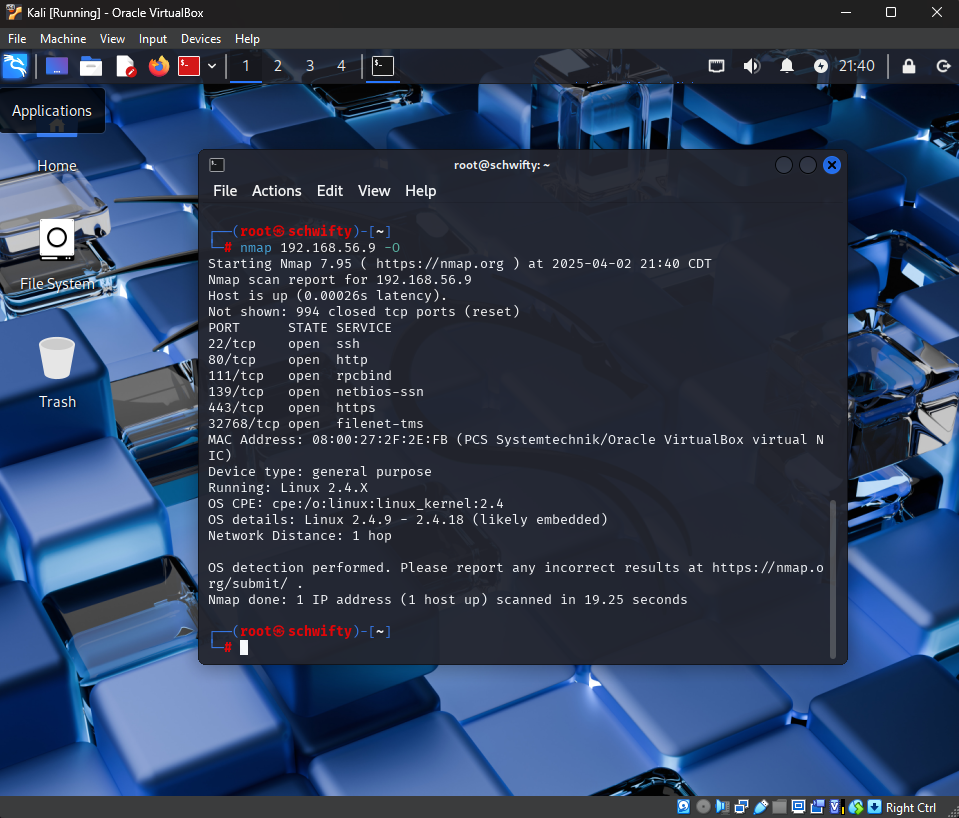 Kali [Running] - Oracle VirtualBox
File Machine View Input Devices Help
1 2 3 4 21:40
Applications
Home
File System
Trash
root@schwifty: ~
File Actions Edit View Help
┌──(root㉿schwifty)-[~]
└─# nmap 192.168.56.9 -O
Starting Nmap 7.95 ( https://nmap.org ) at 2025-04-02 21:40 CDT
Nmap scan report for 192.168.56.9
Host is up (0.00026s latency).
Not shown: 994 closed tcp ports (reset)
PORT      STATE SERVICE
22/tcp    open  ssh
80/tcp    open  http
111/tcp   open  rpcbind
139/tcp   open  netbios-ssn
443/tcp   open  https
32768/tcp open  filenet-tms
MAC Address: 08:00:27:2F:2E:FB (PCS Systemtechnik/Oracle VirtualBox virtual N
IC)
Device type: general purpose
Running: Linux 2.4.X
OS CPE: cpe:/o:linux:linux_kernel:2.4
OS details: Linux 2.4.9 - 2.4.18 (likely embedded)
Network Distance: 1 hop
OS detection performed. Please report any incorrect results at https://nmap.o
rg/submit/ .
Nmap done: 1 IP address (1 host up) scanned in 19.25 seconds
┌──(root㉿schwifty)-[~]
└─#
Right Ctrl